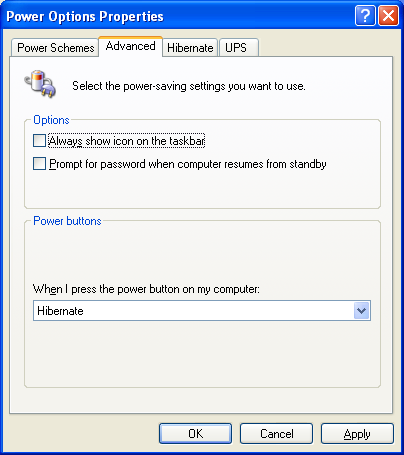 Power Options Properties
Power Schemes Advanced Hibernate UPS
Select the power-saving settings you want to use.
Options
Always show icon on the taskbar
Prompt for password when computer resumes from standby
Power buttons
When I press the power button on my computer:
Hibernate
OK Cancel Apply